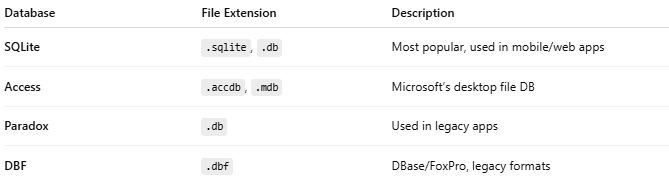 Database File Extension Description
SQLite .sqlite, .db Most popular, used in mobile/web apps
Access .accdb, .mdb Microsoft's desktop file DB
Paradox .db Used in legacy apps
DBF .dbf DBase/FoxPro, legacy formats